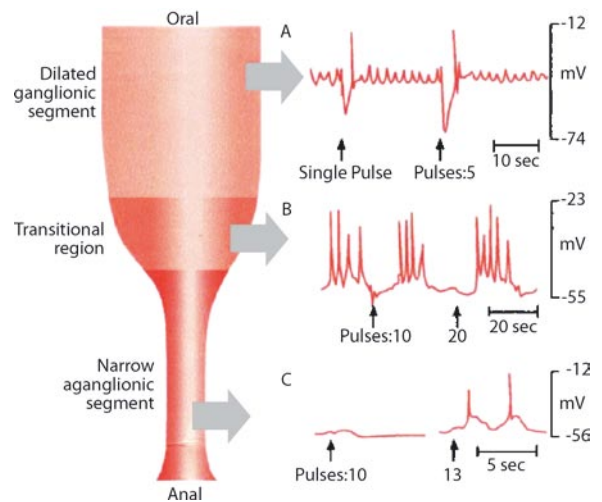 Oral
Dilated
ganglionic
segment
A
-12
mV
-74
10 sec
Single Pulse
Pulses:5
Transitional
region
B
-23
mV
-55
20 sec
Pulses:10
20
Narrow
aganglionic
segment
C
-12
mV
-56
5 sec
Pulses:10
13
Anal